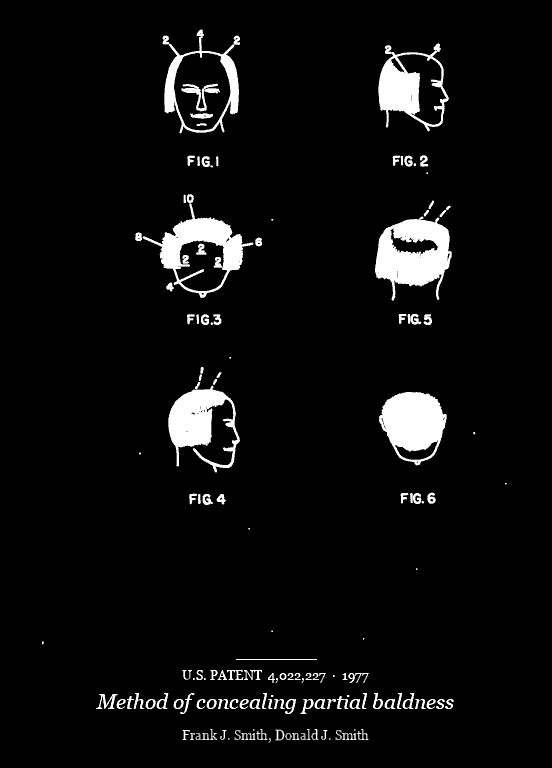 2 4 2
2 4
FIG.1
FIG. 2
10
8 2 6
2 2
4
FIG.3
FIG.5
FIG. 4
FIG.6
U.S. PATENT 4,022,227 · 1977
Method of concealing partial baldness
Frank J. Smith, Donald J. Smith